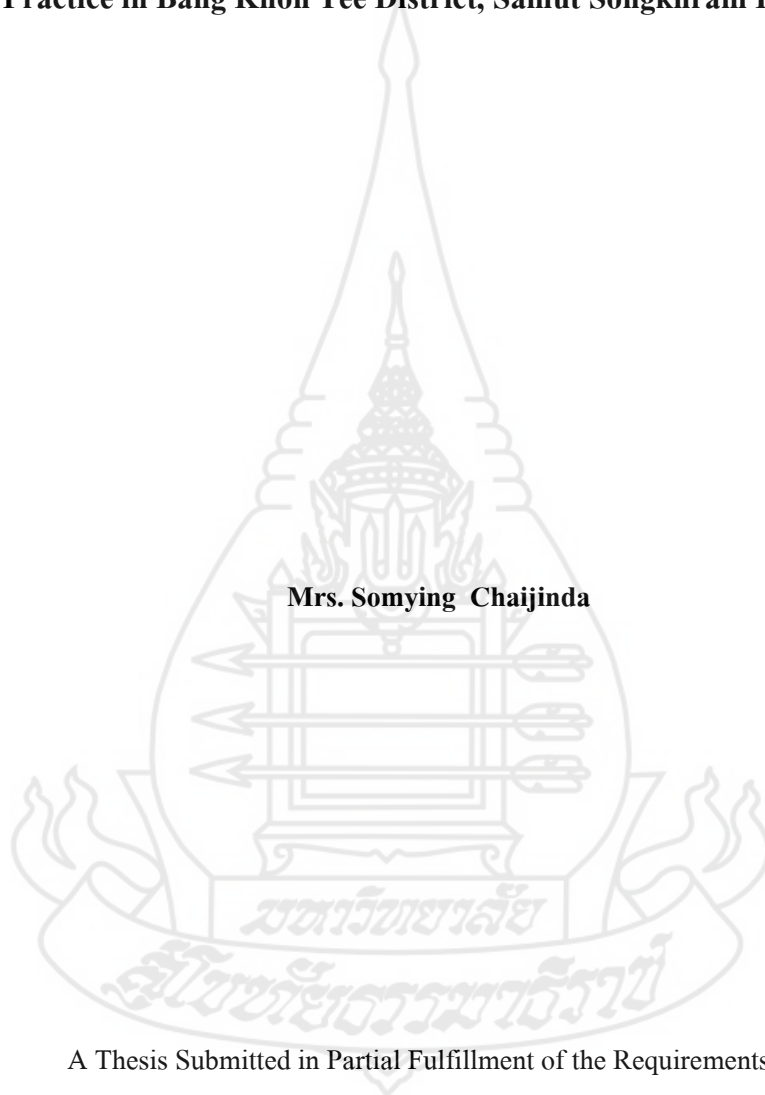 Practice in Bang Khon Tee District, Samut Songkhram
Mrs. Somying Chaijinda
มหาวิทยาลัย
สุโขทัยธรรมาธิราช
A Thesis Submitted in Partial Fulfillment of the Requirements